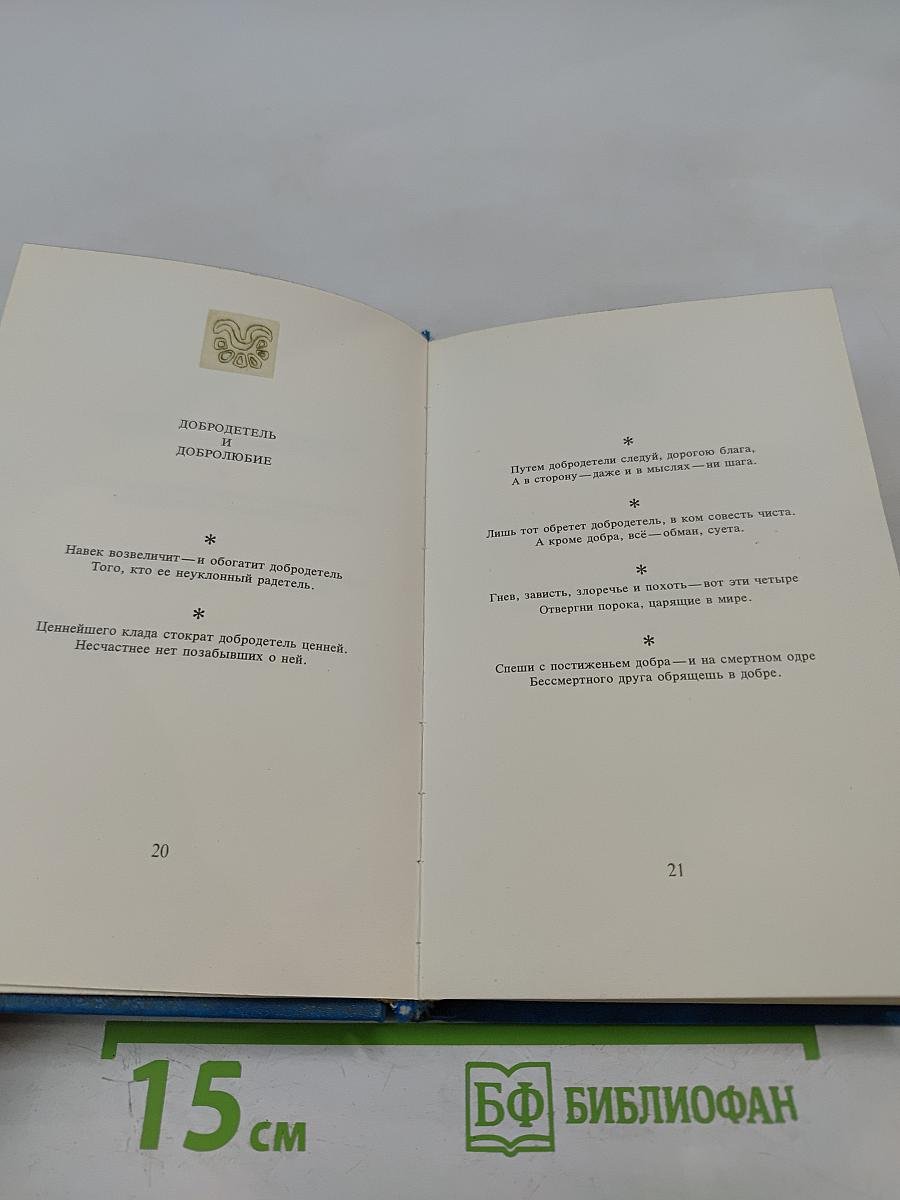 ДОБРОДЕТЕЛЬ
И
ДОБРОЛЮБИЕ
*
Навек возвеличит — и обогатит добродетель
Того, кто ее неуклонный радетель.
*
Ценнейшего клада стократ добродетель ценней.
Несчастнее нет позабывших о ней.
20
*
Путем добродетели следуй, дорогою блага,
А в сторону — даже и в мыслях — ни шага.
*
Лишь тот обретет добродетель, в ком совесть чиста.
А кроме добра, всё — обман, суета.
*
Гнев, зависть, злоречье и похоть — вот эти четыре
Отвергни порока, царящие в мире.
*
Спеши с постиженьем добра — и на смертном одре
Бессмертного друга обрящешь в добре.
21
15 см
БФ БИБЛИОФАН